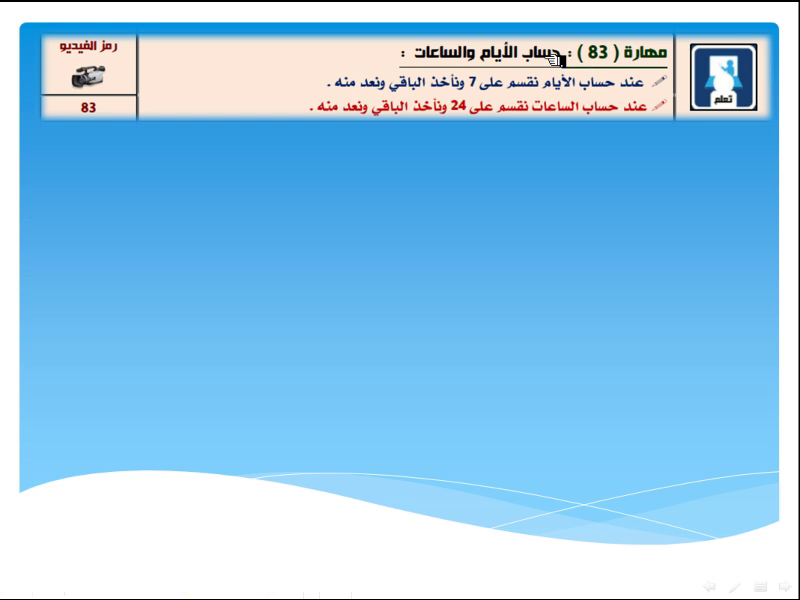 مهارة ( 83 ) : حساب الأيام والساعات :
عند حساب الأيام نقسم على 7 ونأخذ الباقي ونعد منه .
عند حساب الساعات نقسم على 24 ونأخذ الباقي ونعد منه .
تعلم
رمز الفيديو
83